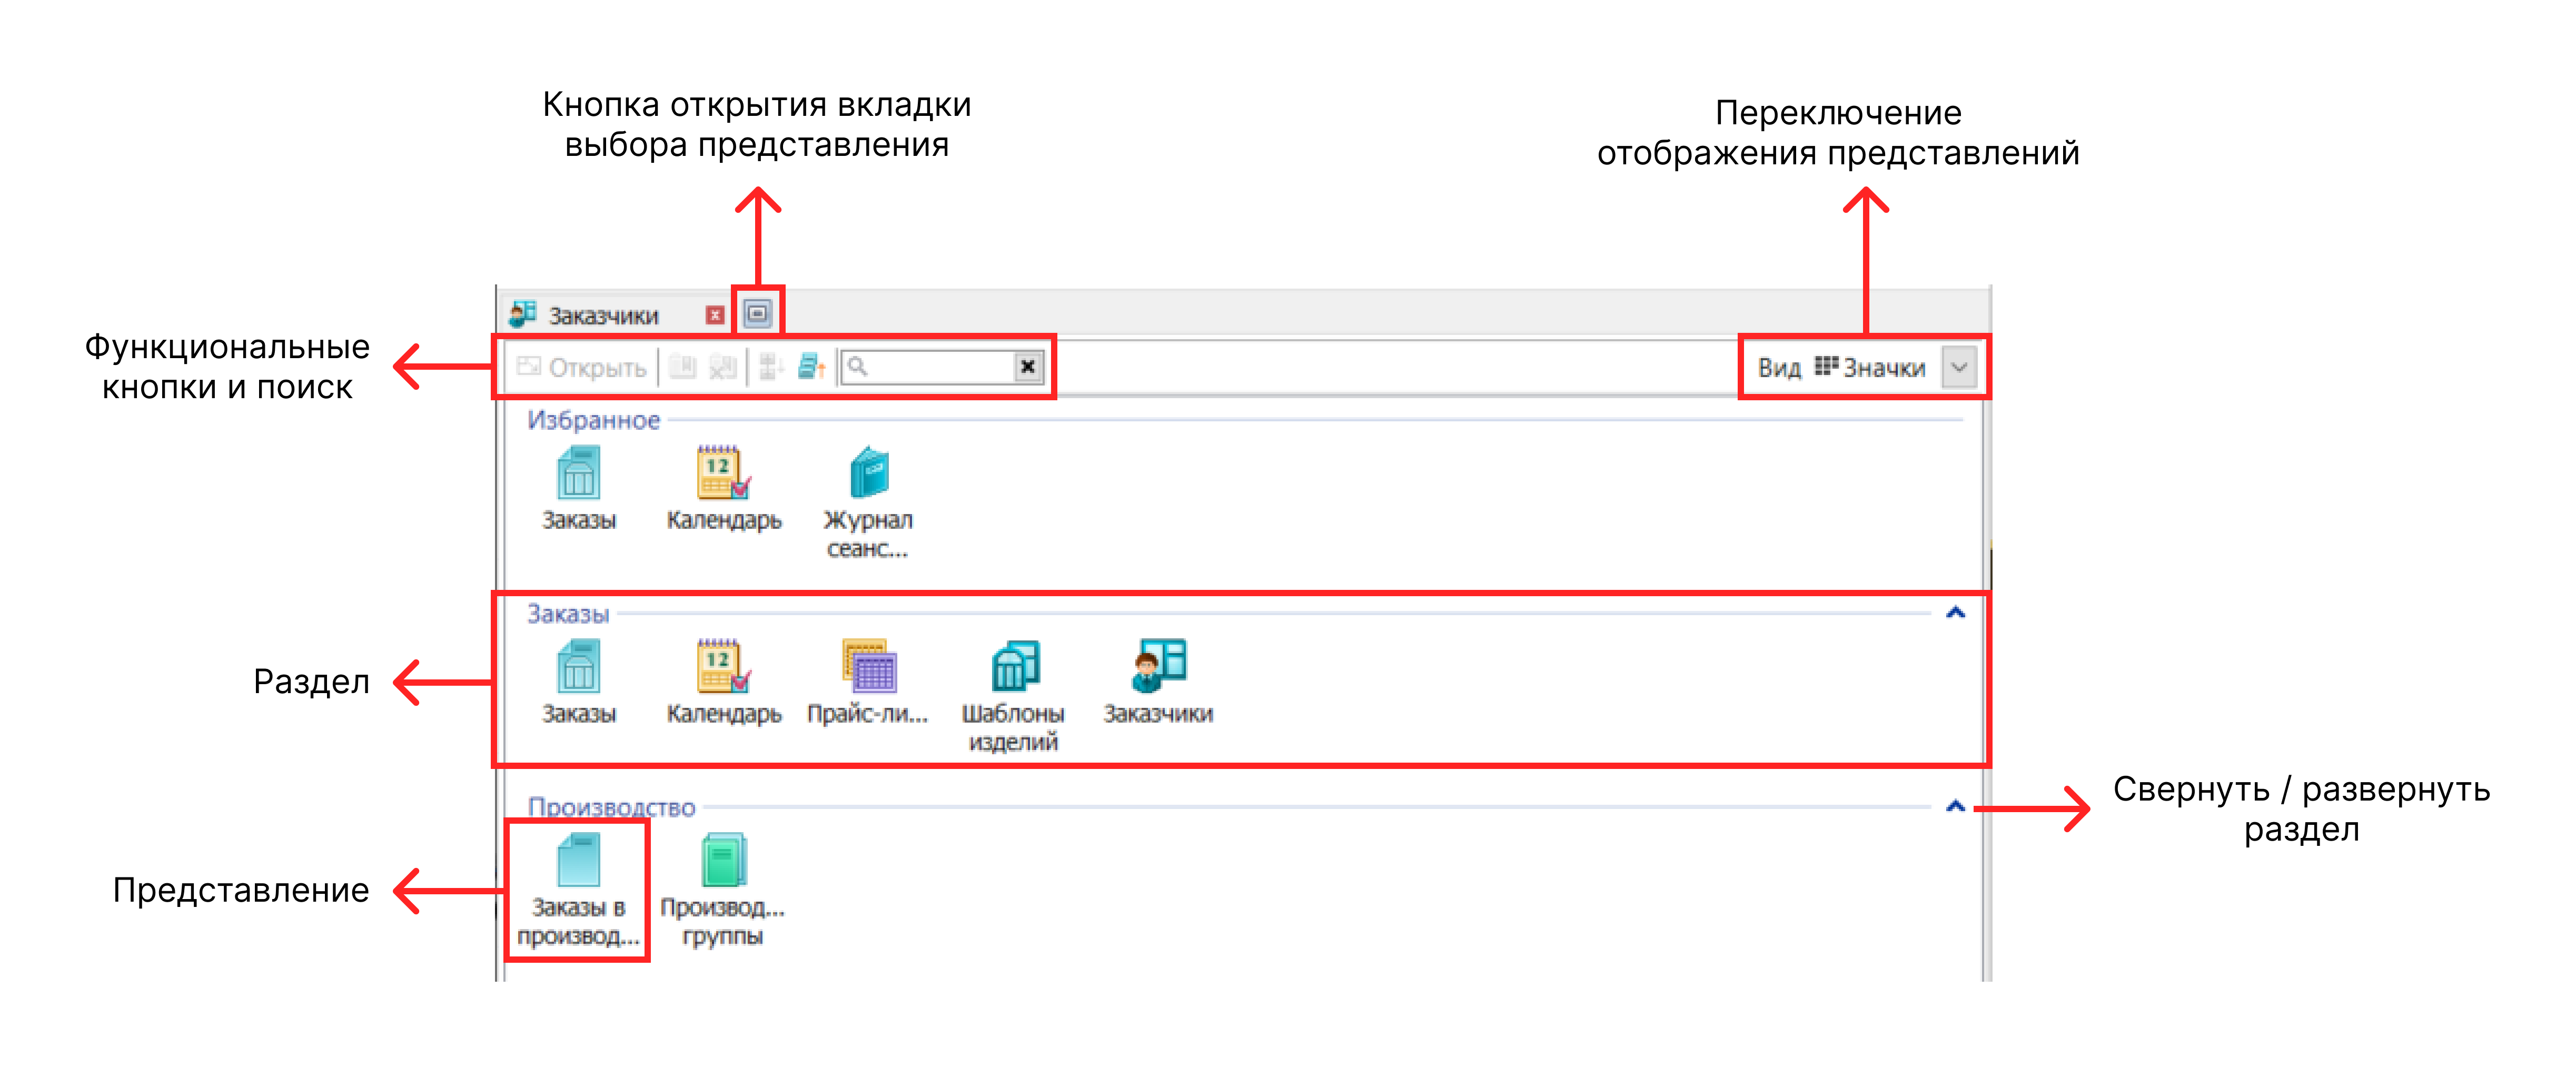 Кнопка открытия вкладки
выбора представления
Переключение
отображения представлений
Заказчики
Функциональные
кнопки и поиск
Открыть
Вид Значки
Избранное
Заказы
Календарь
Журнал
сеанс...
Раздел
Заказы
Заказы
Календарь
Прайс-ли...
Шаблоны
изделий
Заказчики
Свернуть / развернуть
раздел
Производство
Представление
Заказы в
производ...
Производ...
группы
12
12